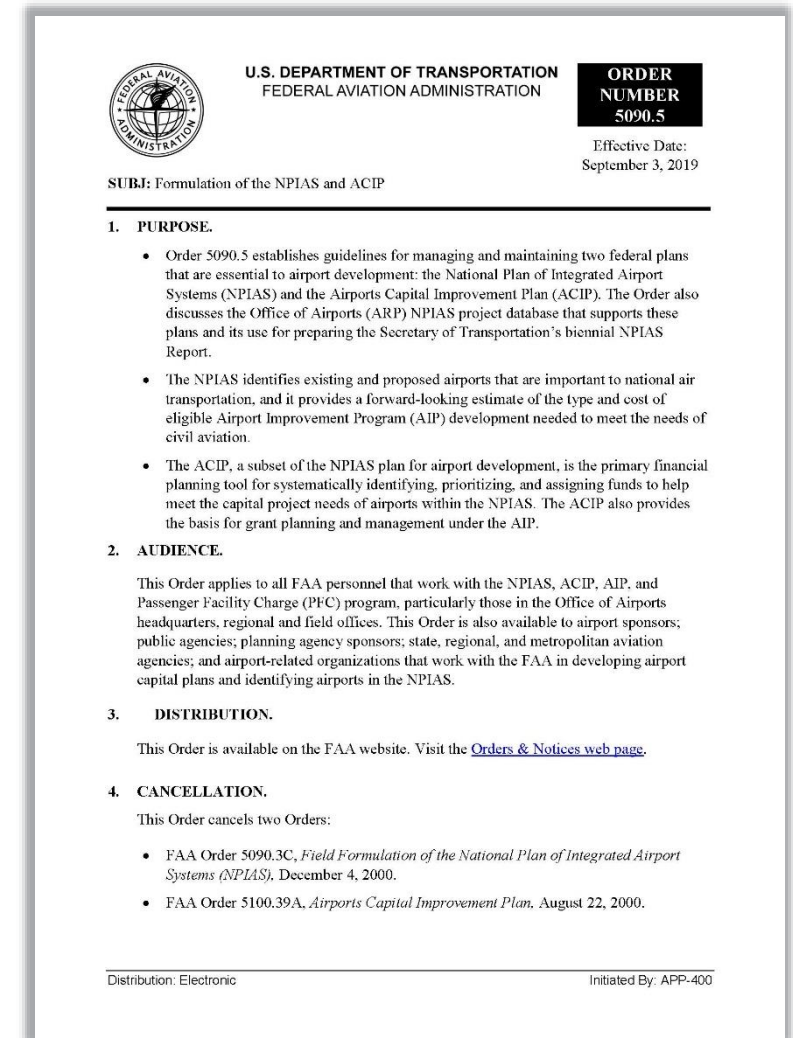 FEDERAL AVIATION
ADMINISTRATION
U.S. DEPARTMENT OF TRANSPORTATION
FEDERAL AVIATION ADMINISTRATION
ORDER
NUMBER
5090.5
Effective Date:
September 3, 2019
SUBJ: Formulation of the NPIAS and ACIP
1. PURPOSE.
• Order 5090.5 establishes guidelines for managing and maintaining two federal plans
that are essential to airport development: the National Plan of Integrated Airport
Systems (NPIAS) and the Airports Capital Improvement Plan (ACIP). The Order also
discusses the Office of Airports (ARP) NPIAS project database that supports these
plans and its use for preparing the Secretary of Transportation's biennial NPIAS
Report.
• The NPIAS identifies existing and proposed airports that are important to national air
transportation, and it provides a forward-looking estimate of the type and cost of
eligible Airport Improvement Program (AIP) development needed to meet the needs of
civil aviation.
• The ACIP, a subset of the NPIAS plan for airport development, is the primary financial
planning tool for systematically identifying, prioritizing, and assigning funds to help
meet the capital project needs of airports within the NPIAS. The ACIP also provides
the basis for grant planning and management under the AIP.
2. AUDIENCE.
This Order applies to all FAA personnel that work with the NPIAS, ACIP, AIP, and
Passenger Facility Charge (PFC) program, particularly those in the Office of Airports
headquarters, regional and field offices. This Order is also available to airport sponsors;
public agencies; planning agency sponsors; state, regional, and metropolitan aviation
agencies; and airport-related organizations that work with the FAA in developing airport
capital plans and identifying airports in the NPIAS.
3. DISTRIBUTION.
This Order is available on the FAA website. Visit the Orders & Notices web page.
4. CANCELLATION.
This Order cancels two Orders:
• FAA Order 5090.3C, Field Formulation of the National Plan of Integrated Airport
Systems (NPIAS), December 4, 2000.
• FAA Order 5100.39A, Airports Capital Improvement Plan, August 22, 2000.
Distribution: Electronic
Initiated By: APP-400